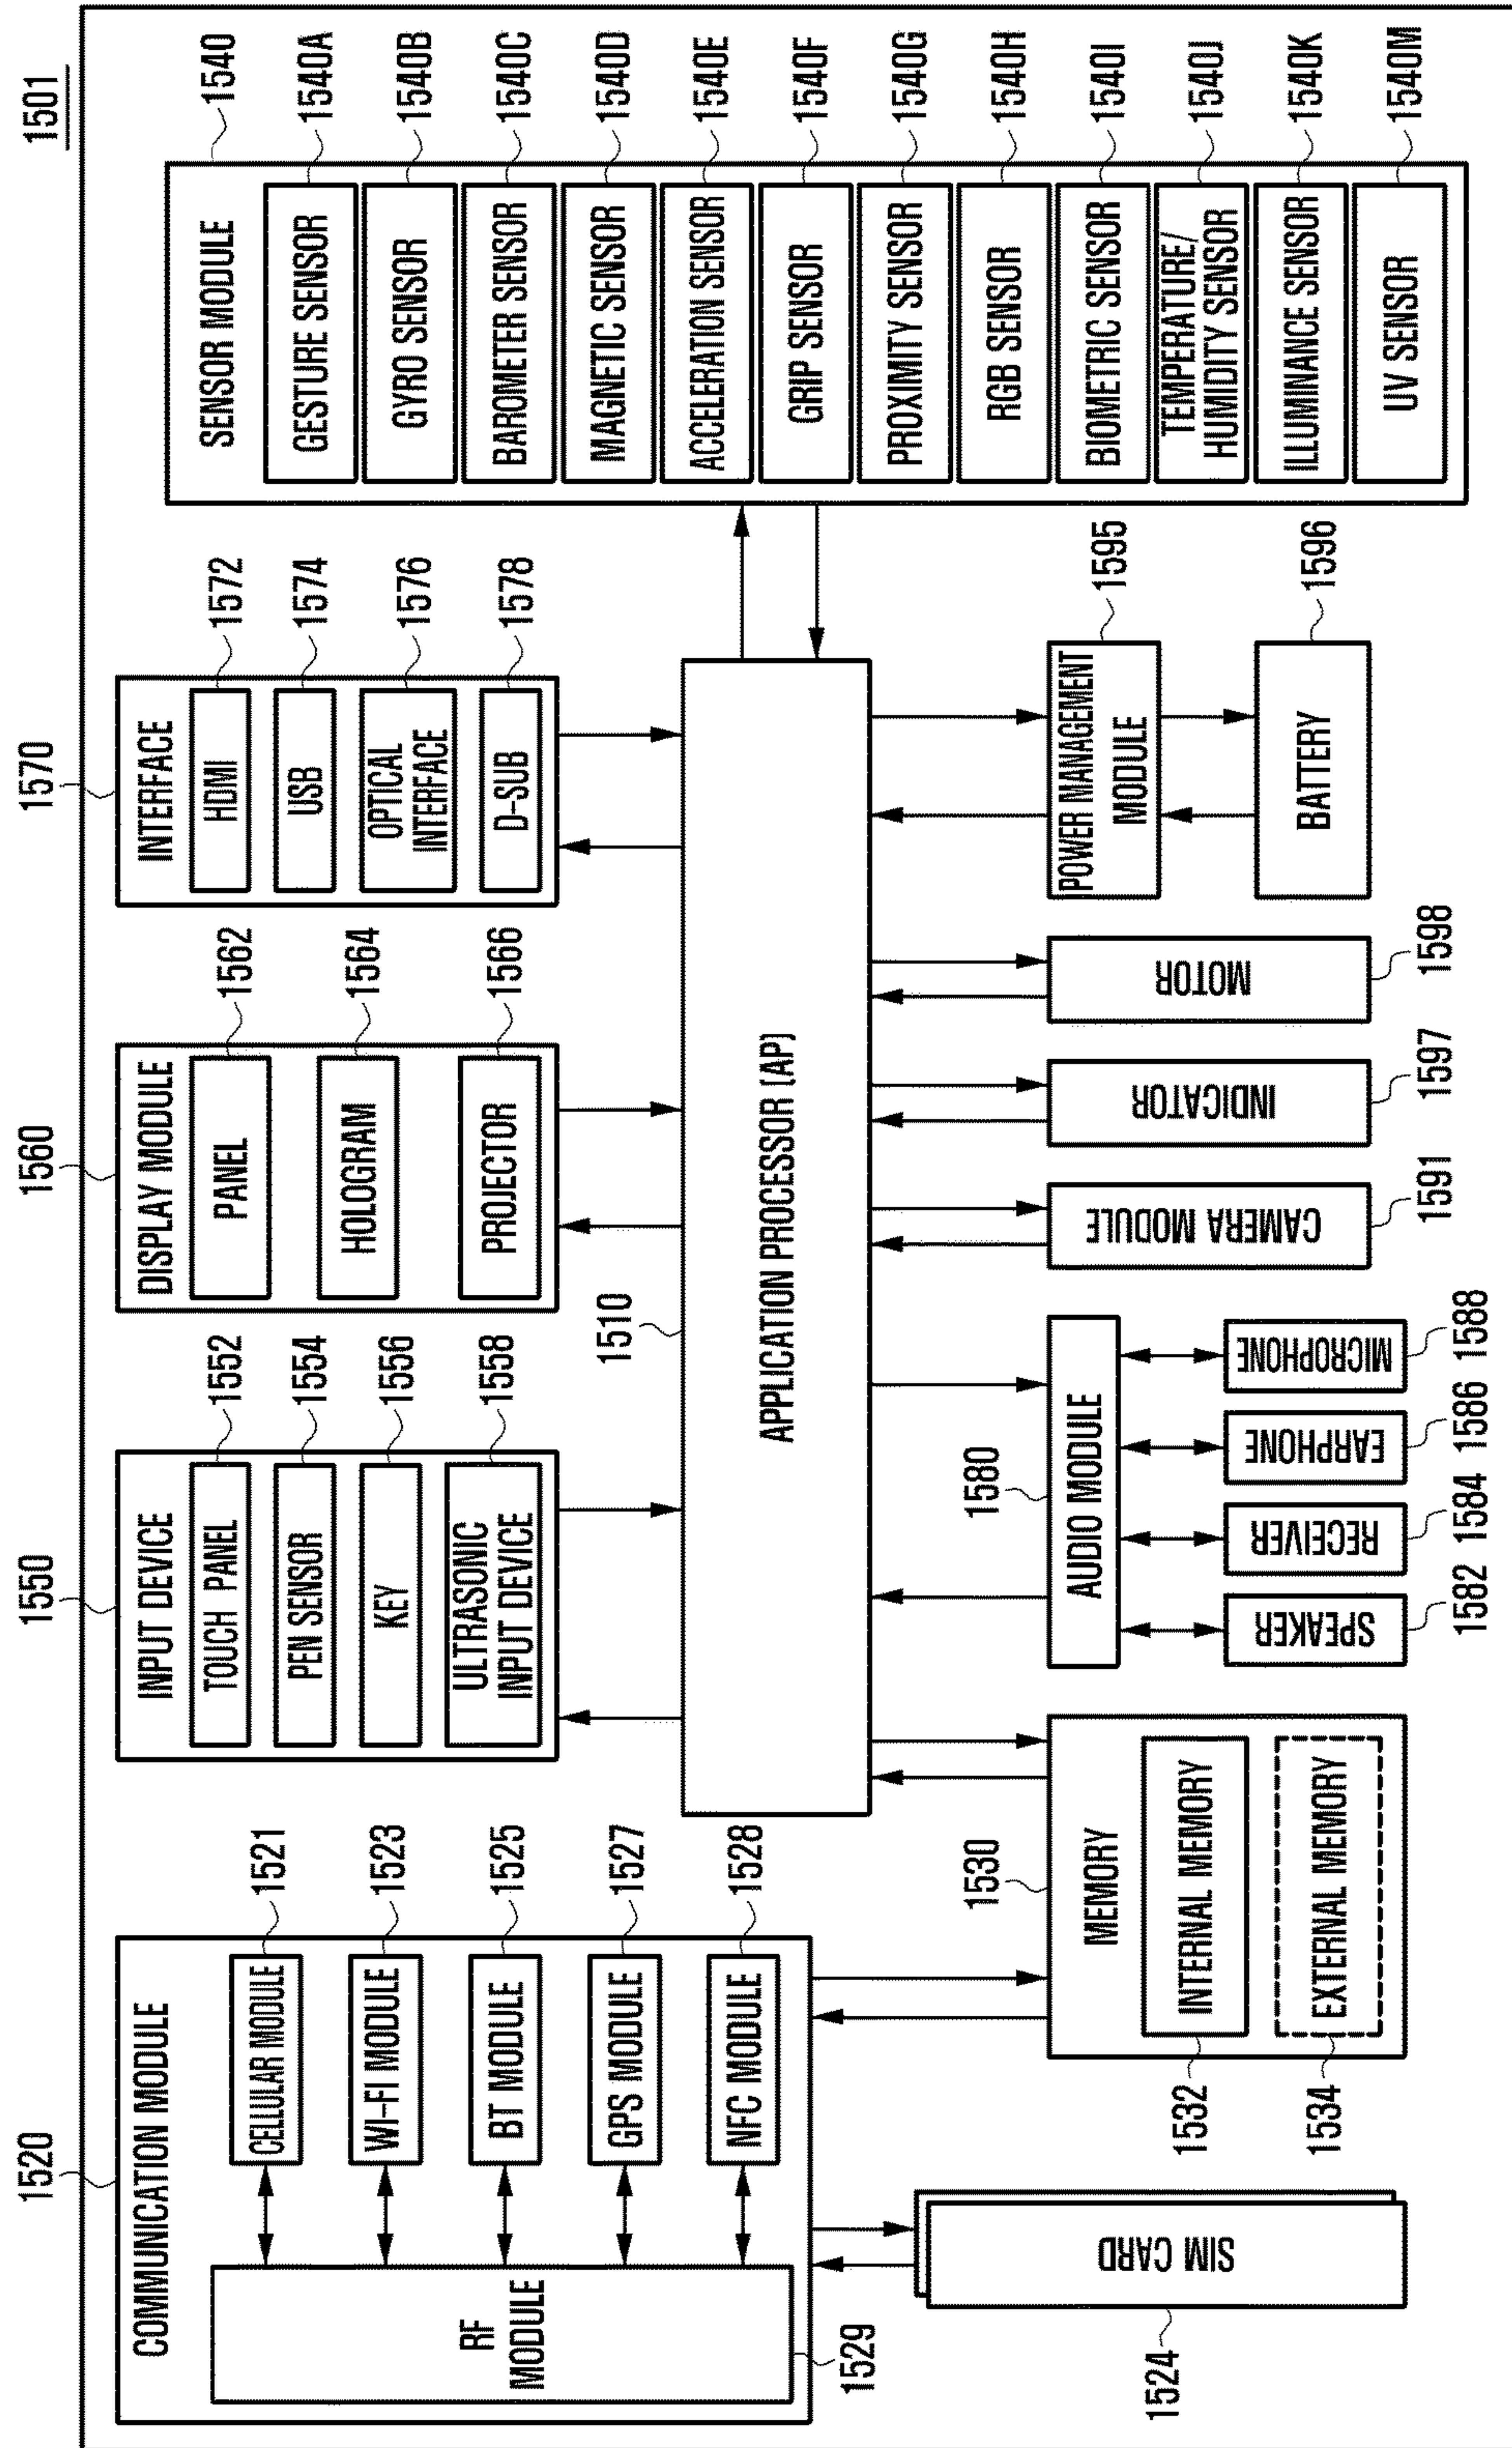 1501
1520
COMMUNICATION MODULE
CELLULAR MODULE
1521
WI-FI MODULE
1523
BT MODULE
1525
GPS MODULE
1527
NFC MODULE
1528
RF
MODULE
1529
1524
SIM CARD
1550
INPUT DEVICE
TOUCH PANEL
1552
PEN SENSOR
1554
KEY
1556
ULTRASONIC
INPUT DEVICE
1558
1560
DISPLAY MODULE
PANEL
1562
HOLOGRAM
1564
PROJECTOR
1566
1570
INTERFACE
HDMI
1572
USB
1574
OPTICAL
INTERFACE
1576
D-SUB
1578
1540
SENSOR MODULE
GESTURE SENSOR
1540A
GYRO SENSOR
1540B
BAROMETER SENSOR
1540C
MAGNETIC SENSOR
1540D
ACCELERATION SENSOR
1540E
GRIP SENSOR
1540F
PROXIMITY SENSOR
1540G
RGB SENSOR
1540H
BIOMETRIC SENSOR
1540I
TEMPERATURE/
HUMIDITY SENSOR
1540J
ILLUMINANCE SENSOR
1540K
UV SENSOR
1540M
1510
APPLICATION PROCESSOR (AP)
1530
MEMORY
INTERNAL MEMORY
1532
EXTERNAL MEMORY
1534
1580
AUDIO MODULE
SPEAKER
1582
RECEIVER
1584
EARPHONE
1586
MICROPHONE
1588
CAMERA MODULE
1591
INDICATOR
1597
MOTOR
1598
POWER MANAGEMENT
MODULE
1595
BATTERY
1596